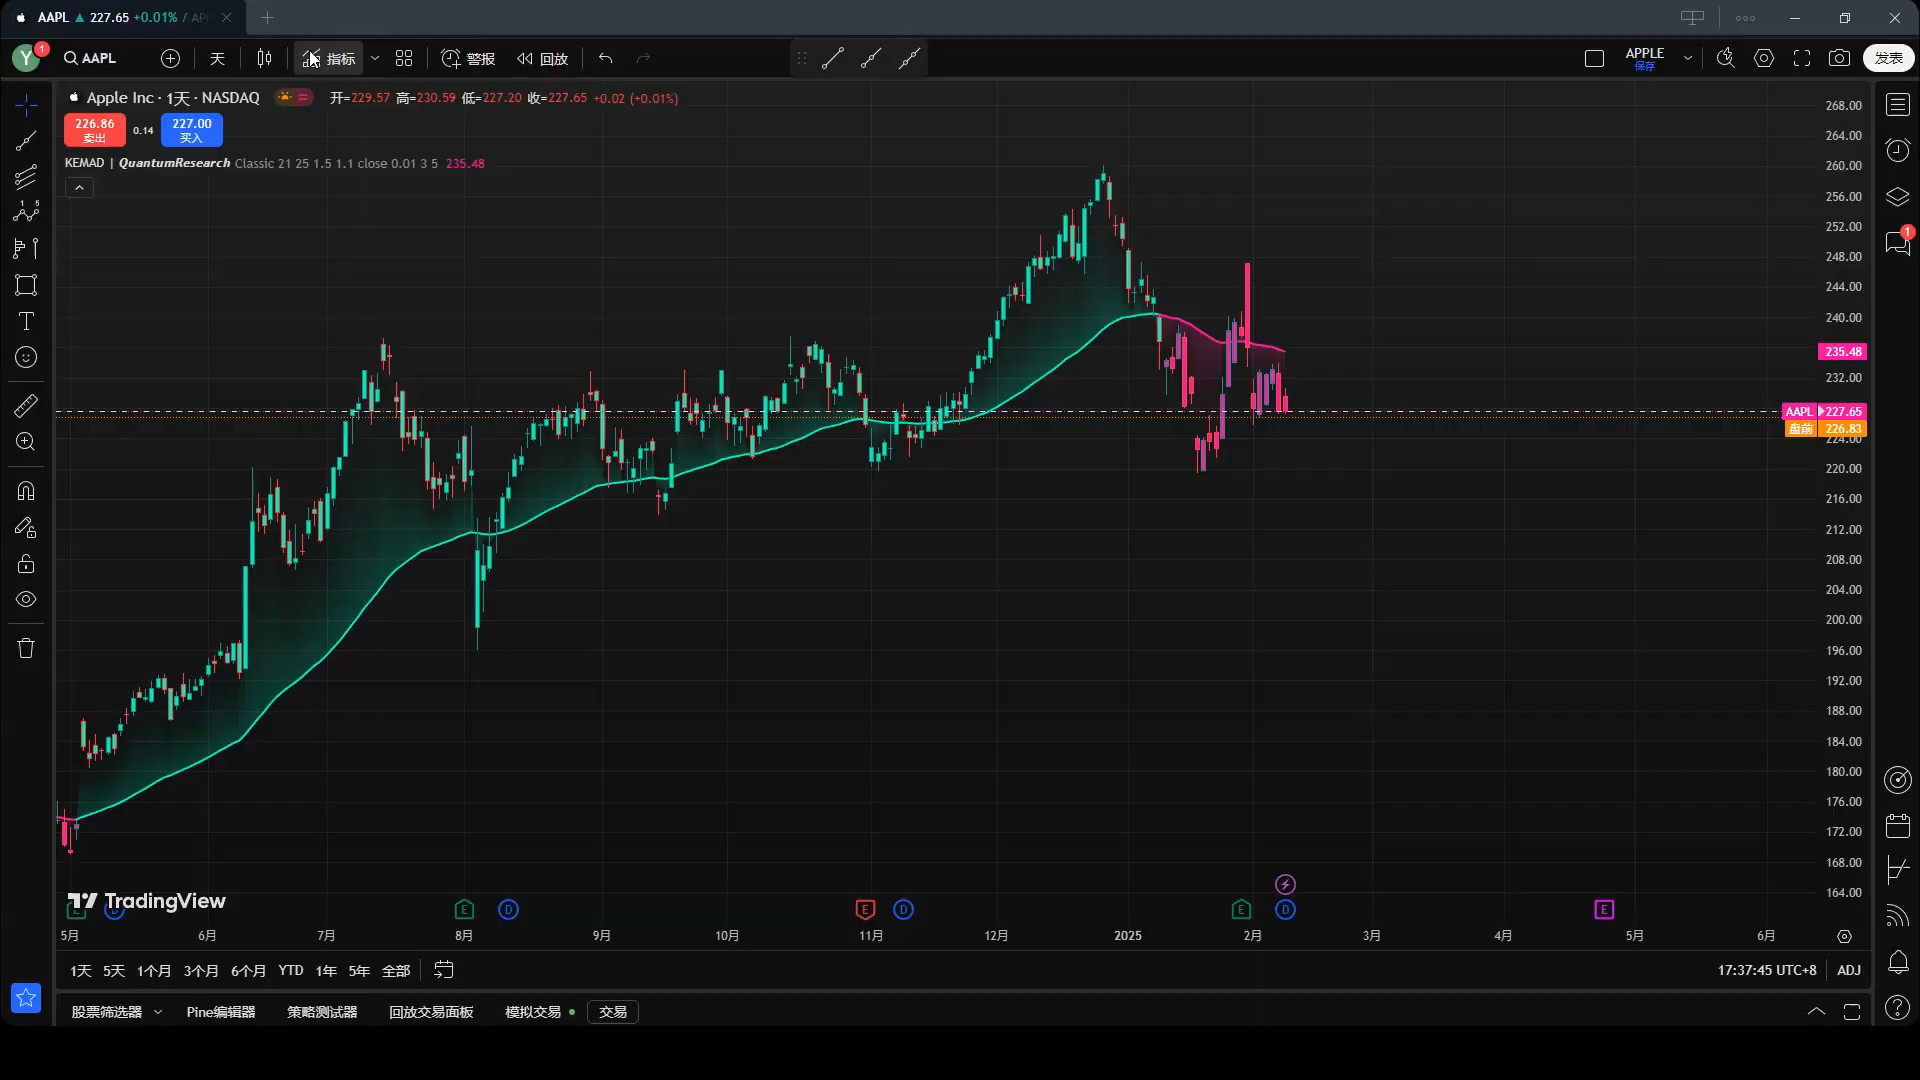 AAPL ▲ 227.65 +0.01% / APP
Y 1 AAPL 天 指标 警报 回放 APPLE 保存 发表
Apple Inc · 1天 · NASDAQ 开=229.57 高=230.59 低=227.20 收=227.65 +0.02 (+0.01%)
226.86 卖出 0.14 227.00 买入
KEMAD | QuantumResearch Classic 21 25 1.5 1.1 close 0.01 3 5 235.48
268.00
264.00
260.00
256.00
252.00
248.00
244.00
240.00
235.48
232.00
AAPL 227.65
盘前 226.83
224.00
220.00
216.00
212.00
208.00
204.00
200.00
196.00
192.00
188.00
184.00
180.00
176.00
172.00
168.00
164.00
1
TradingView
E D E D E D E D E
5月 6月 7月 8月 9月 10月 11月 12月 2025 2月 3月 4月 5月 6月
1天 5天 1个月 3个月 6个月 YTD 1年 5年 全部 17:37:45 UTC+8 ADJ
股票筛选器 Pine编辑器 策略测试器 回放交易面板 模拟交易 交易